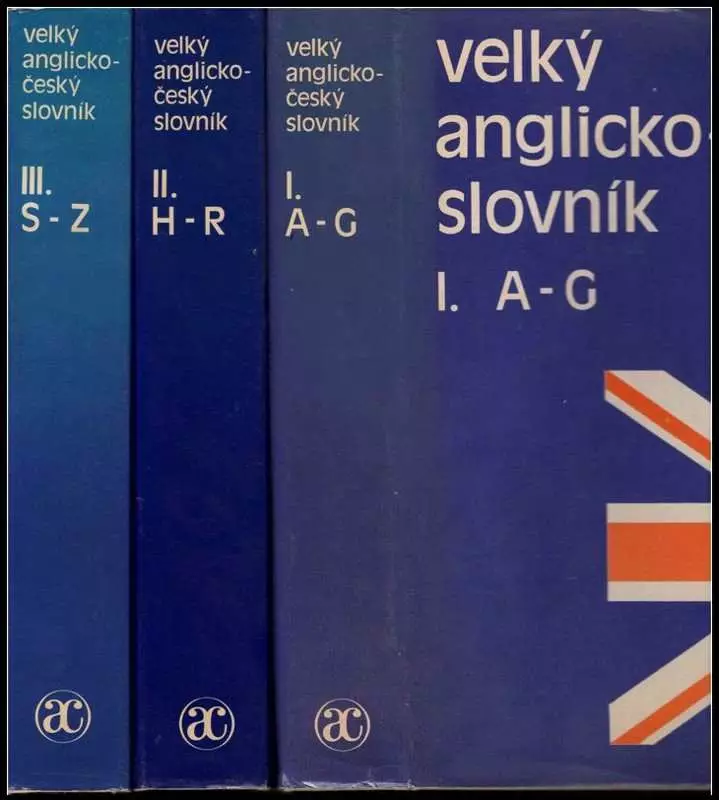 velký
anglicko-
český
slovník
III.
S-Z
ac
velký
anglicko-
český
slovník
II.
H-R
ac
velký
anglicko-
český
slovník
I.
A-G
ac
velký
anglicko-
slovník
I. A-G